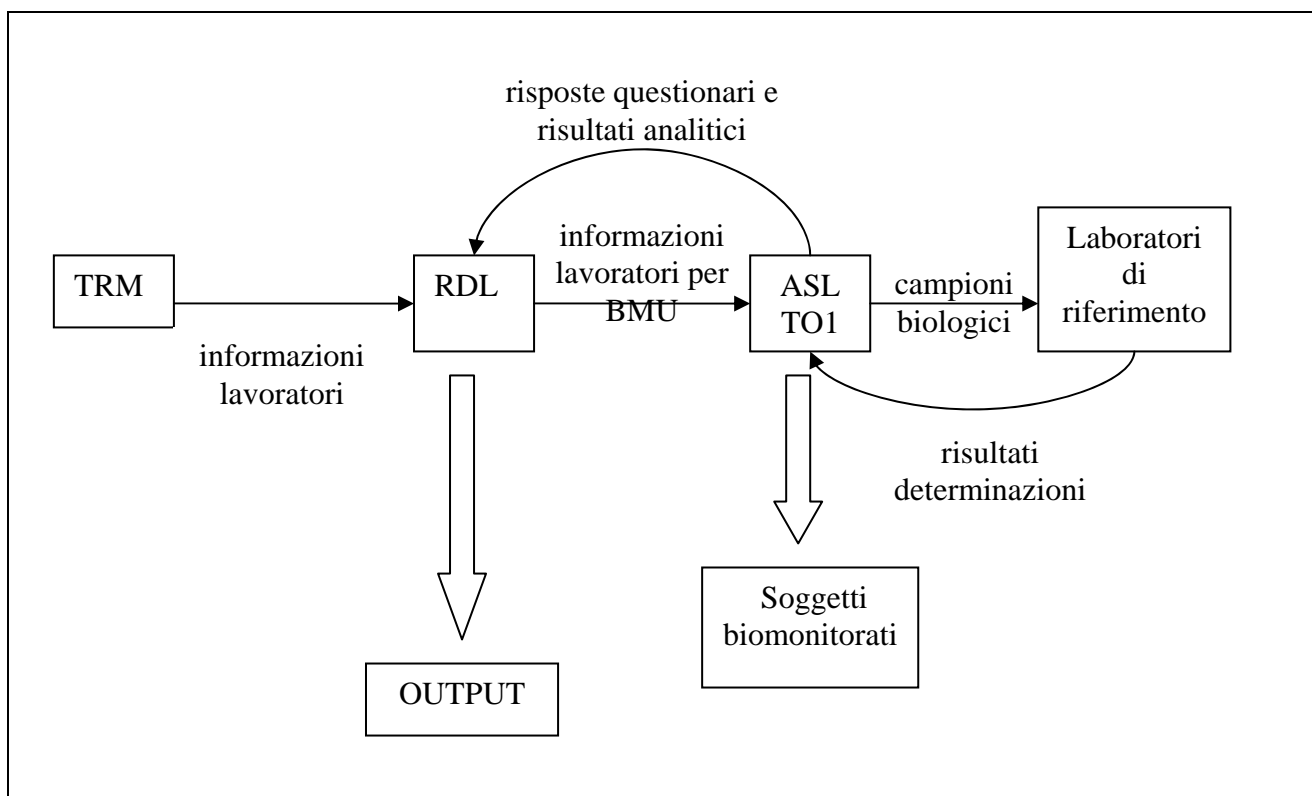 risposte questionari e
risultati analitici
TRM
informazioni
lavoratori
RDL
informazioni
lavoratori per
BMU
ASL
TO1
campioni
biologici
Laboratori
di
riferimento
risultati
determinazioni
Soggetti
biomonitorati
OUTPUT